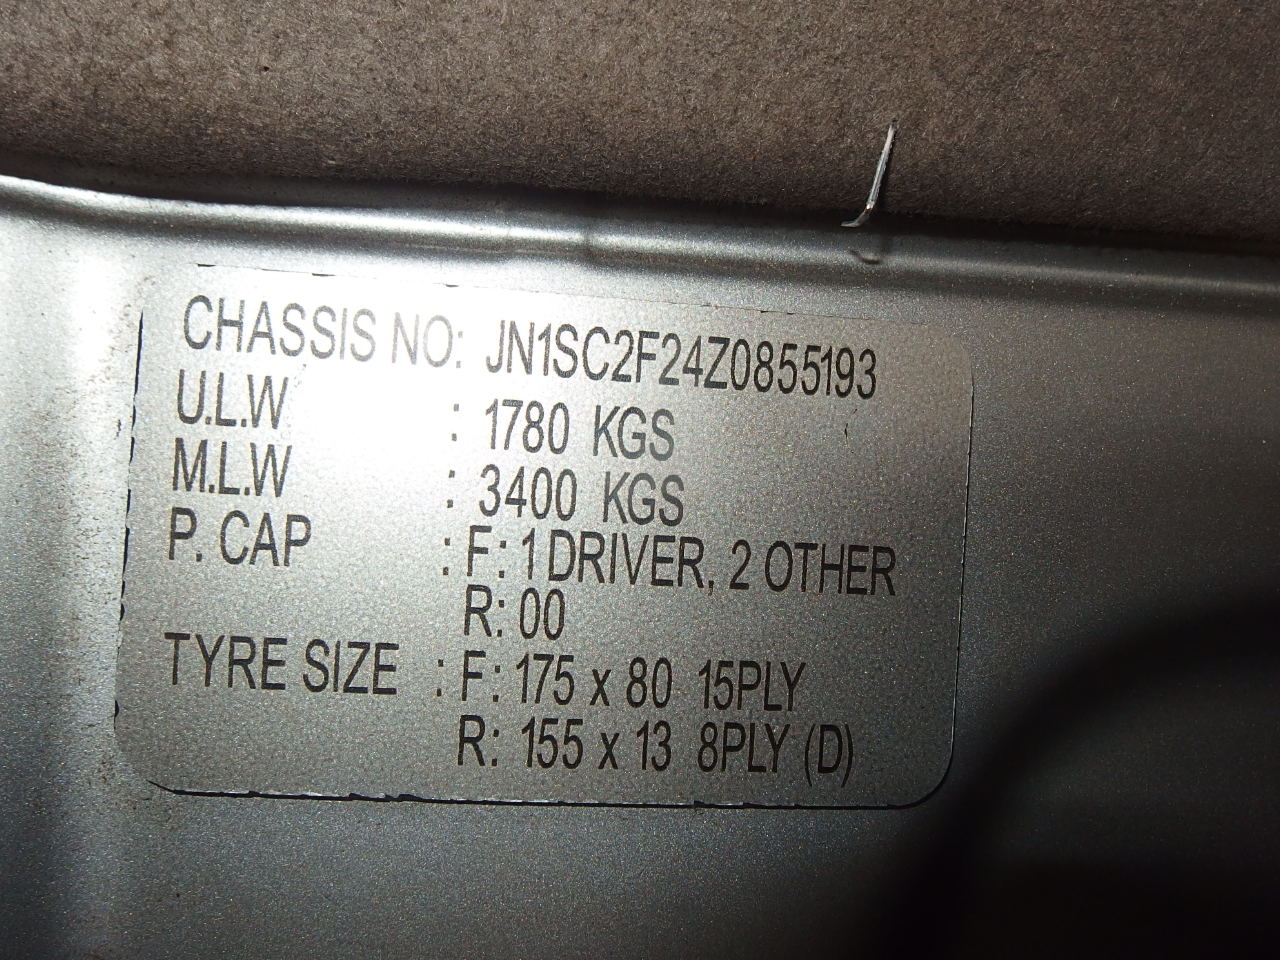 CHASSIS NO: JN1SC2F24Z0855193
U.L.W : 1780 KGS
M.L.W : 3400 KGS
P. CAP : F: 1 DRIVER, 2 OTHER
R: 00
TYRE SIZE : F: 175 x 80 15PLY
R: 155 x 13 8PLY (D)